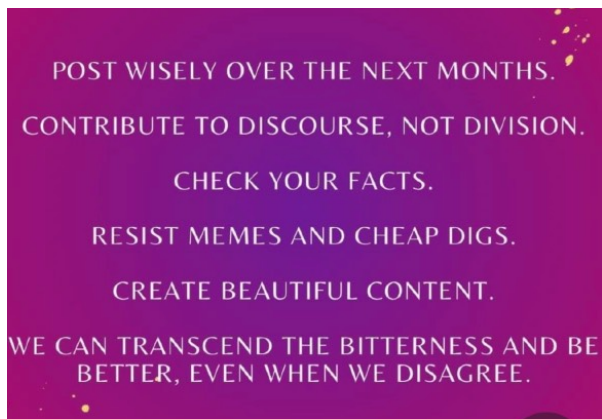 POST WISELY OVER THE NEXT MONTHS.
CONTRIBUTE TO DISCOURSE, NOT DIVISION.
CHECK YOUR FACTS.
RESIST MEMES AND CHEAP DIGS.
CREATE BEAUTIFUL CONTENT.
WE CAN TRANSCEND THE BITTERNESS AND BE
BETTER, EVEN WHEN WE DISAGREE.